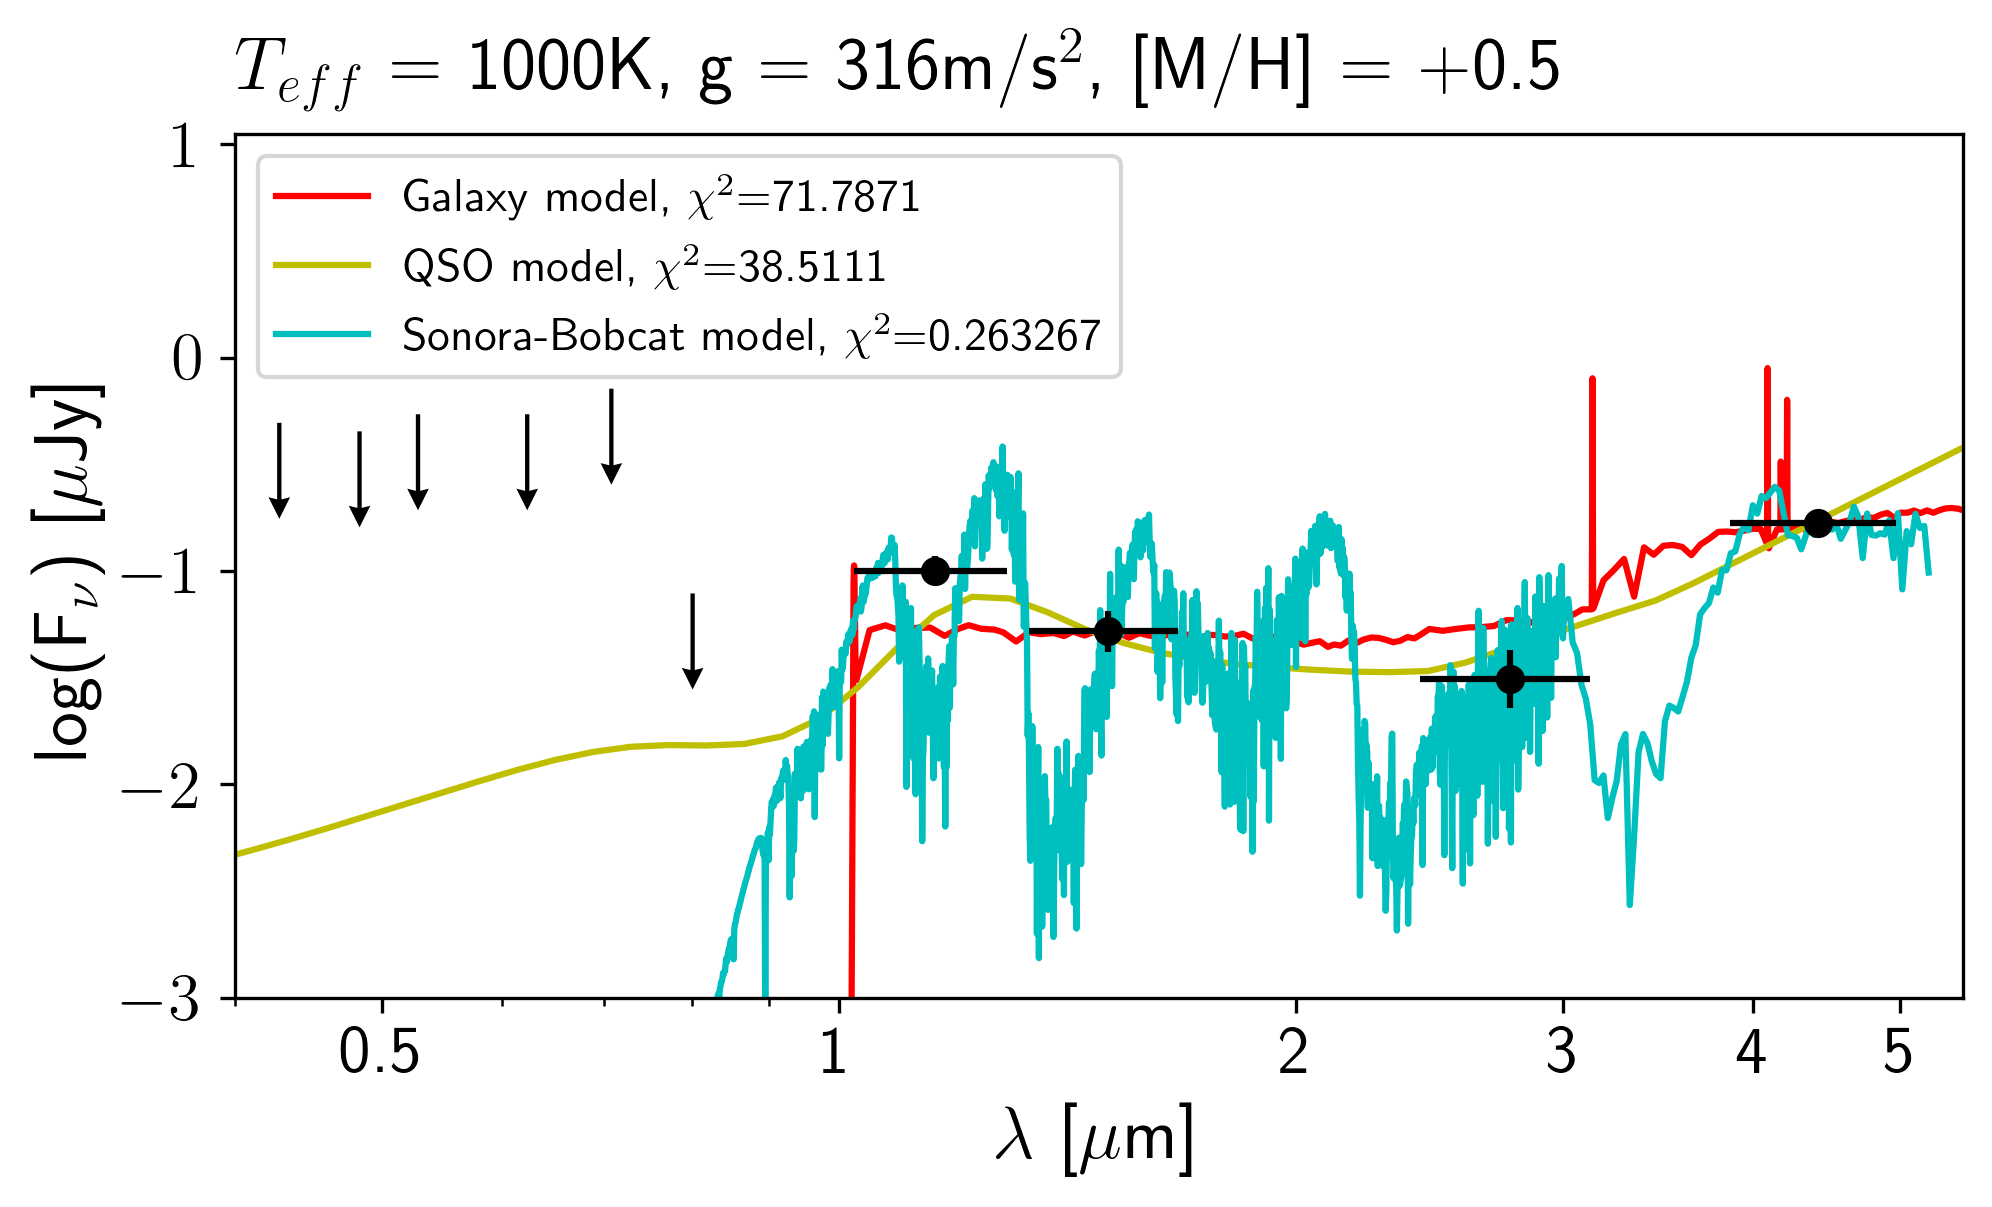 T_eff = 1000K, g = 316m/s², [M/H] = +0.5
Galaxy model, χ²=71.7871
QSO model, χ²=38.5111
Sonora-Bobcat model, χ²=0.263267
log(F_ν) [μJy]
1
0
−1
−2
−3
0.5 1 2 3 4 5
λ [μm]